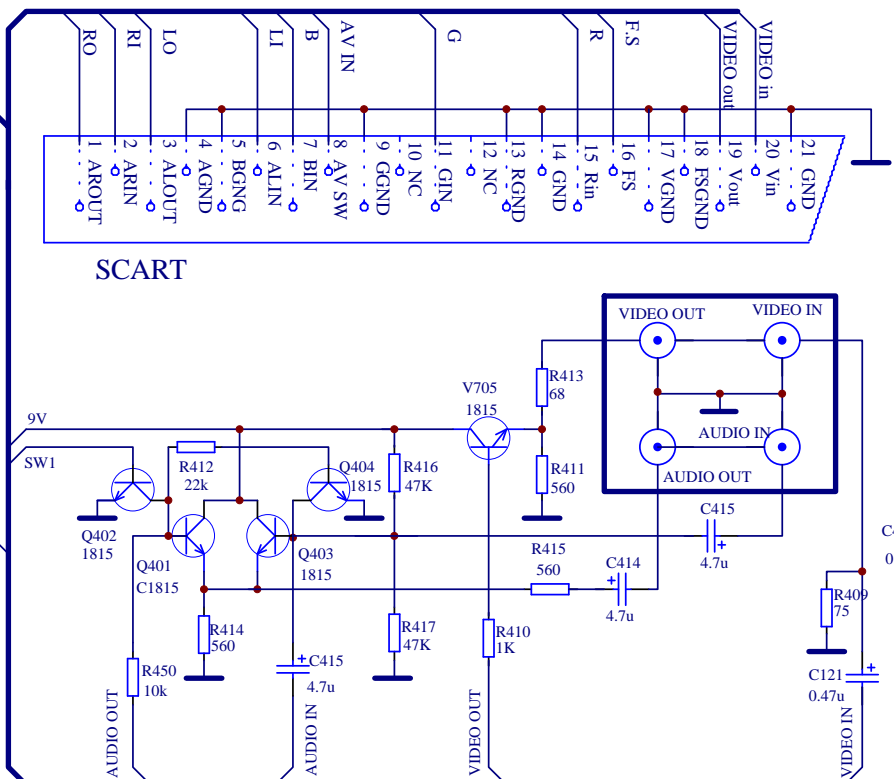 RO
RI
LO
LI
B
AV IN
G
R
F.S
VIDEO out
VIDEO in
1 AROUT
2 ARIN
3 ALOUT
4 AGND
5 BGNG
6 ALIN
7 BIN
8 AV SW
9 GGND
10 NC
11 GIN
12 NC
13 RGND
14 GND
15 Rin
16 FS
17 VGND
18 FSGND
19 Vout
20 Vin
21 GND
SCART
VIDEO OUT
VIDEO IN
AUDIO IN
AUDIO OUT
9V
SW1
R412
22k
Q404
1815
R416
47K
V705
1815
R413
68
R411
560
Q402
1815
Q401
C1815
Q403
1815
R415
560
C414
4.7u
C415
4.7u
R414
560
R417
47K
R410
1K
R409
75
R450
10k
C415
4.7u
C121
0.47u
AUDIO OUT
AUDIO IN
VIDEO OUT
VIDEO IN